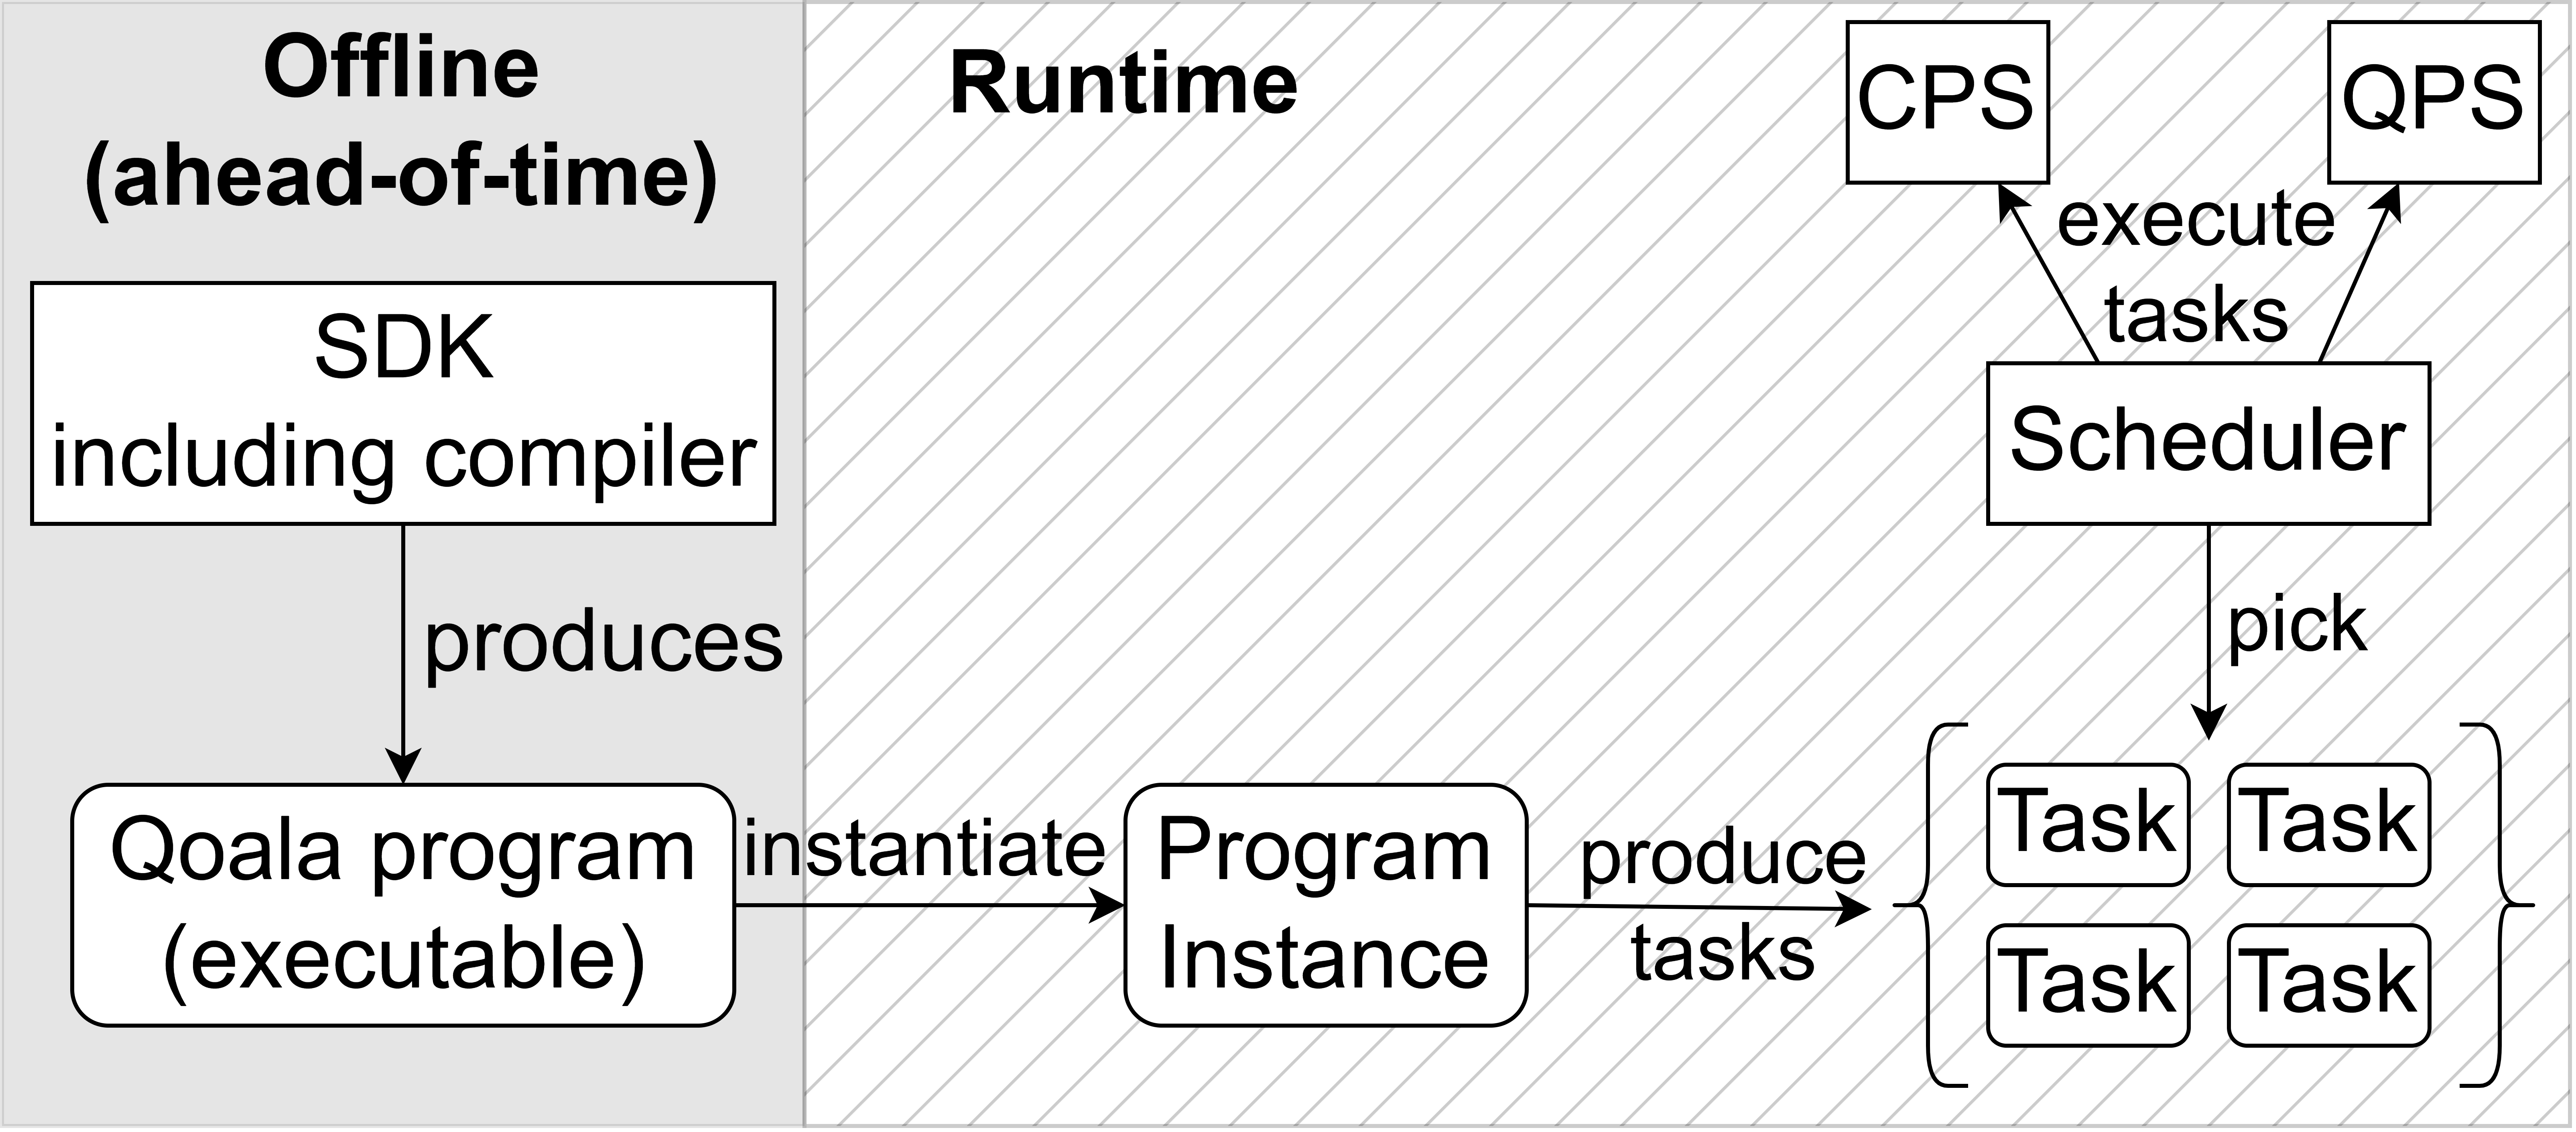 Offline
(ahead-of-time)
SDK
including compiler
produces
Qoala program
(executable)
instantiate
Runtime
Program
Instance
produce
tasks
CPS
QPS
execute
tasks
Scheduler
pick
Task
Task
Task
Task